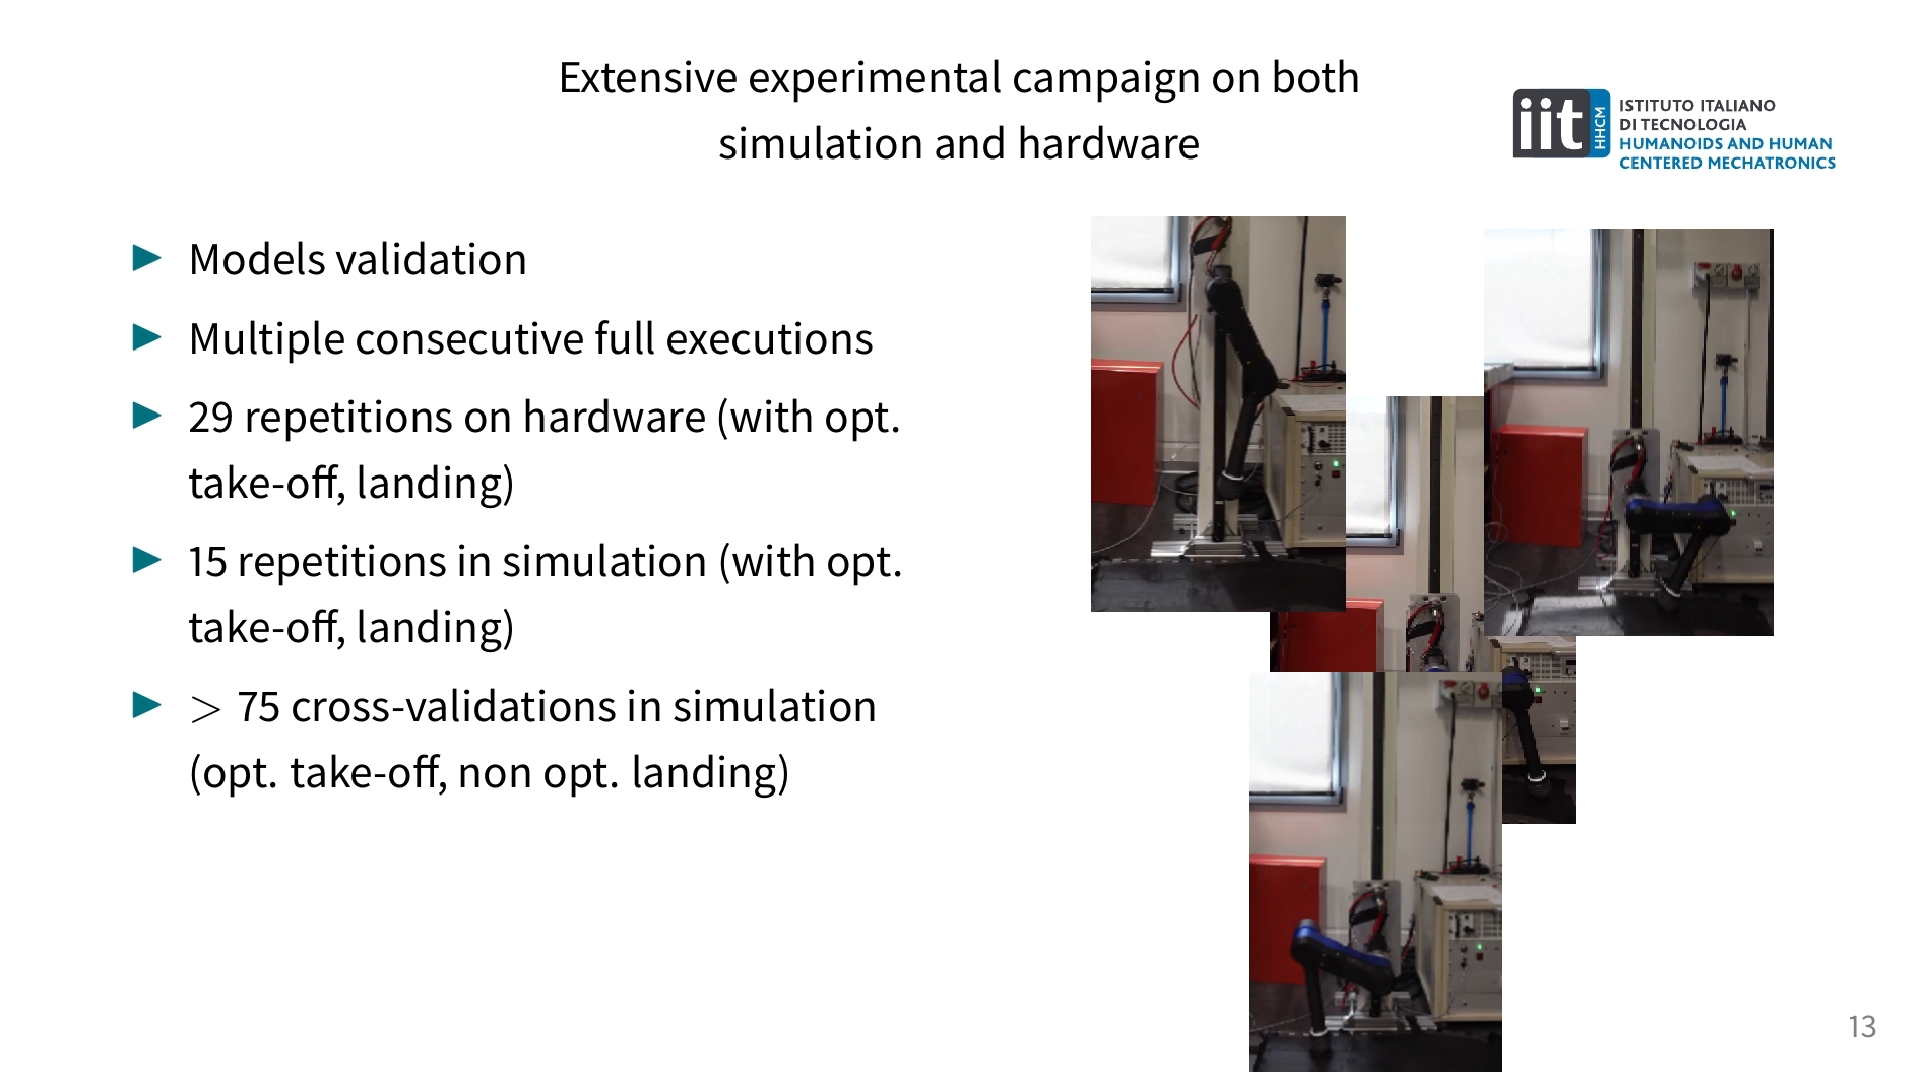 Extensive experimental campaign on both
simulation and hardware
iit
HHCM
ISTITUTO ITALIANO
DI TECNOLOGIA
HUMANOIDS AND HUMAN
CENTERED MECHATRONICS
Models validation
Multiple consecutive full executions
29 repetitions on hardware (with opt.
take-off, landing)
15 repetitions in simulation (with opt.
take-off, landing)
> 75 cross-validations in simulation
(opt. take-off, non opt. landing)
13